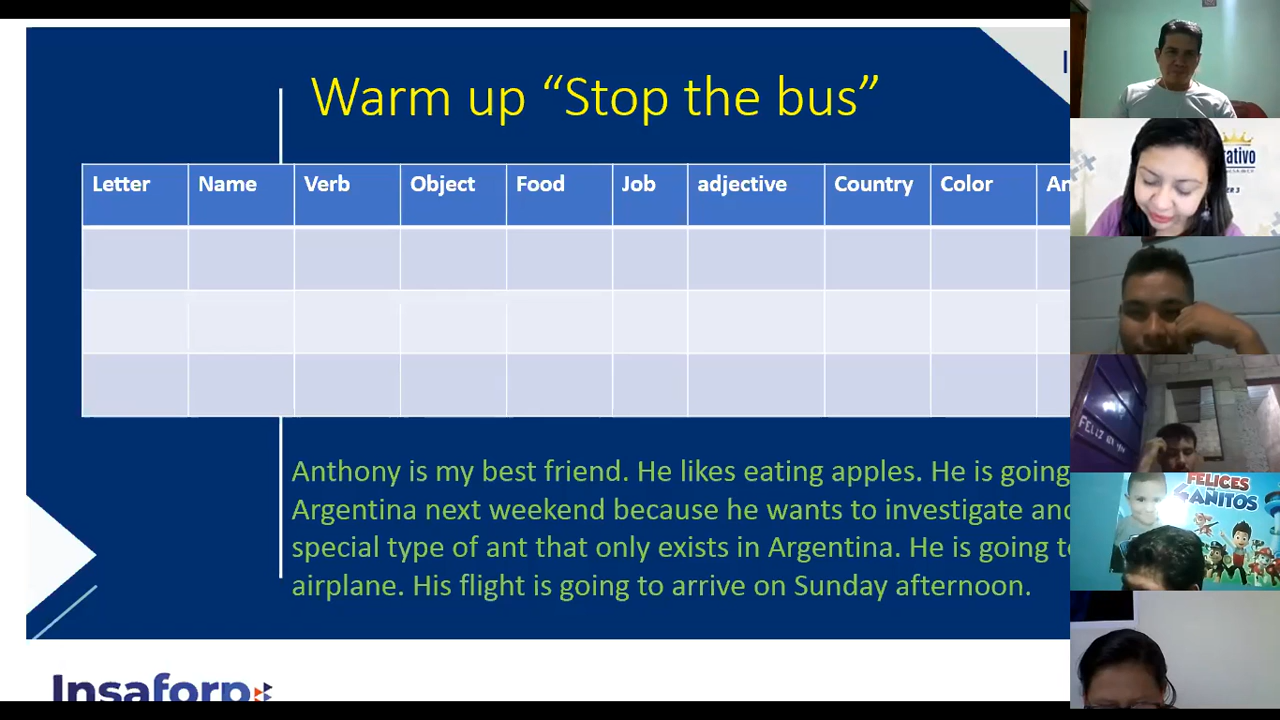 Warm up “Stop the bus”
Letter Name Verb Object Food Job adjective Country Color
Anthony is my best friend. He likes eating apples. He is going
Argentina next weekend because he wants to investigate
special type of ant that only exists in Argentina. He is going
airplane. His flight is going to arrive on Sunday afternoon.
Insaforp
FELIZ
FELICES
4 AÑITOS